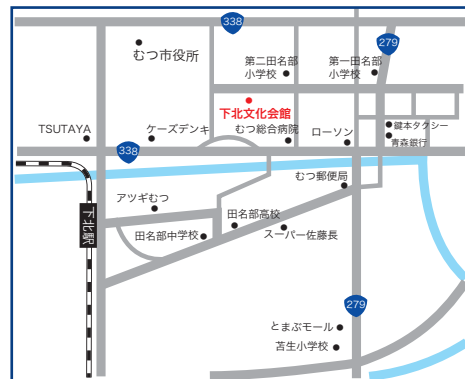 338
279
むつ市役所
第二田名部
小学校
第一田名部
小学校
下北文化会館
TSUTAYA
ケーズデンキ
むつ総合病院
ローソン
鍵本タクシー
青森銀行
338
むつ郵便局
アツギむつ
下北駅
田名部高校
田名部中学校
スーパー佐藤長
279
とまぶモール
苫生小学校